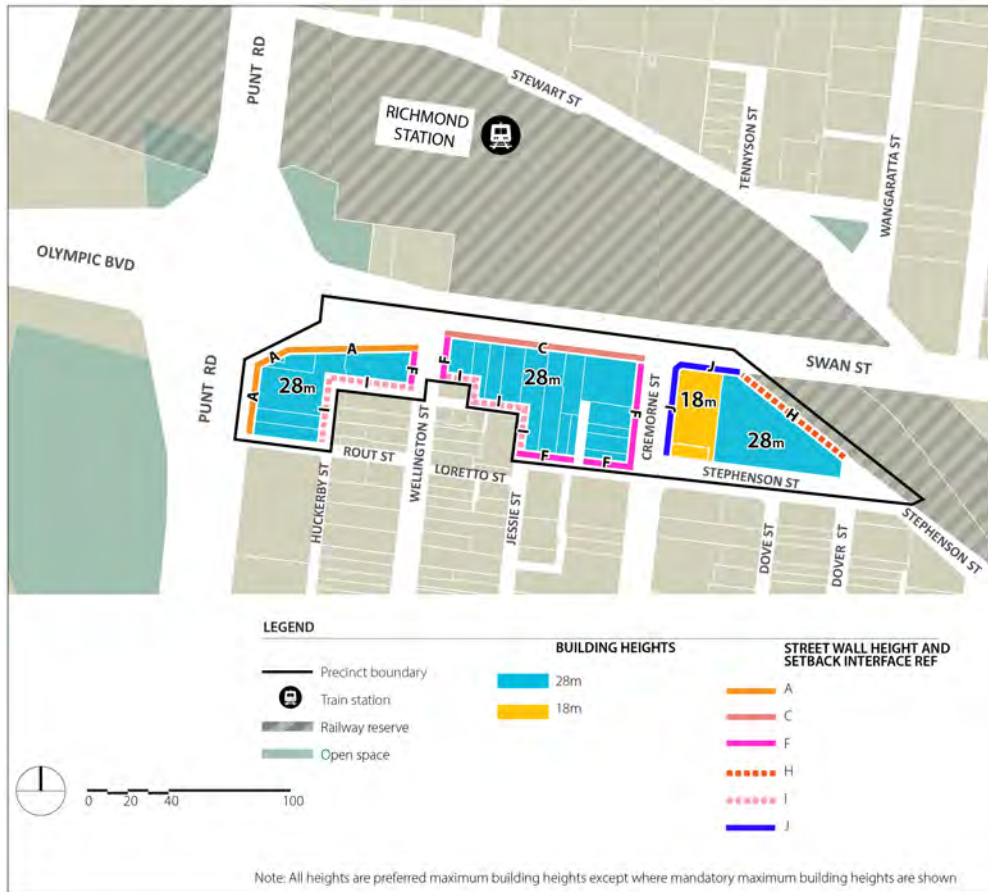 PUNT RD
STEWART ST
RICHMOND
STATION
TENNYSON ST
WANGARATTA ST
OLYMPIC BVD
PUNT RD
SWAN ST
A
A
A
28m
I
I
F
F
I
I
I
C
28m
F
F
F
CREMORNE ST
J
J
18m
H
28m
ROUT ST
HUCKERBY ST
WELLINGTON ST
LORETTO ST
JESSIE ST
STEPHENSON ST
DOVE ST
DOVER ST
STEPHENSON ST
LEGEND
Precinct boundary
Train station
Railway reserve
Open space
BUILDING HEIGHTS
28m
18m
STREET WALL HEIGHT AND
SETBACK INTERFACE REF
A
C
F
H
I
J
0 20 40 100
Note: All heights are preferred maximum building heights except where mandatory maximum building heights are shown